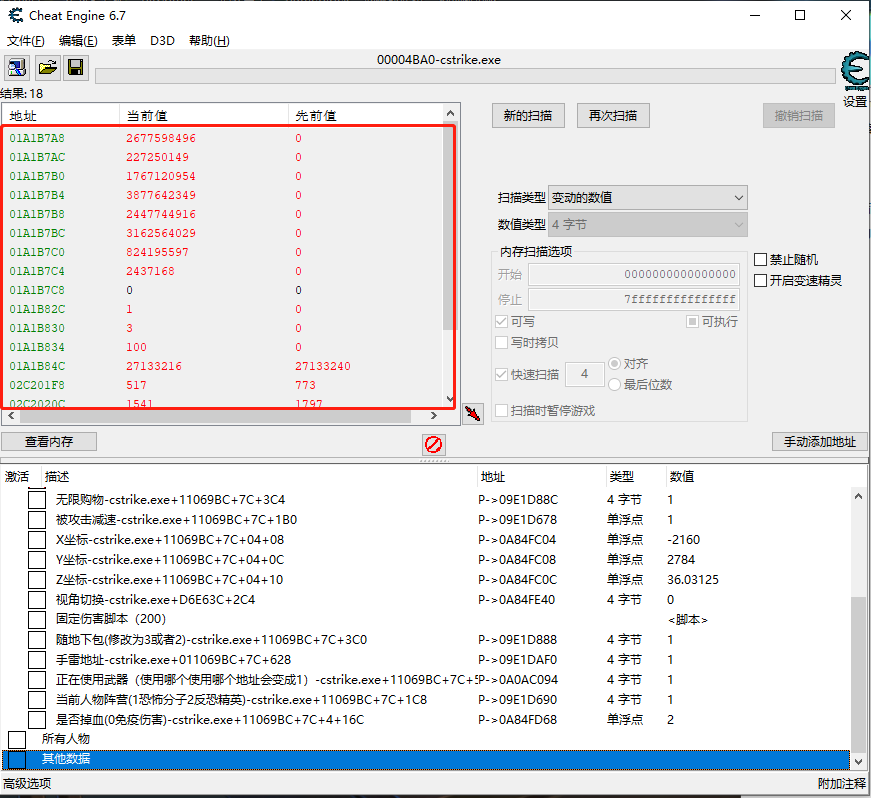 Cheat Engine 6.7
文件(F) 编辑(E) 表单 D3D 帮助(H)
00004BA0-cstrike.exe
结果: 18
设置
地址 当前值 先前值
01A1B7A8 2677598496 0
01A1B7AC 227250149 0
01A1B7B0 1767120954 0
01A1B7B4 3877642349 0
01A1B7B8 2447744916 0
01A1B7BC 3162564029 0
01A1B7C0 824195597 0
01A1B7C4 2437168 0
01A1B7C8 0 0
01A1B82C 1 0
01A1B830 3 0
01A1B834 100 0
01A1B84C 27133216 27133240
02C201F8 517 773
02C2020C 1541 1797
新的扫描 再次扫描 撤销扫描
扫描类型 变动的数值
数值类型 4 字节
内存扫描选项
开始 0000000000000000
停止 7fffffffffffffff
可写 可执行
写时拷贝
快速扫描 4 对齐
最后位数
扫描时暂停游戏
禁止随机
开启变速精灵
查看内存 手动添加地址
激活 描述 地址 类型 数值
无限购物-cstrike.exe+11069BC+7C+3C4 P->09E1D88C 4 字节 1
被攻击减速-cstrike.exe+11069BC+7C+1B0 P->09E1D678 单浮点 1
X坐标-cstrike.exe+11069BC+7C+04+08 P->0A84FC04 单浮点 -2160
Y坐标-cstrike.exe+11069BC+7C+04+0C P->0A84FC08 单浮点 2784
Z坐标-cstrike.exe+11069BC+7C+04+10 P->0A84FC0C 单浮点 36.03125
视角切换-cstrike.exe+D6E63C+2C4 P->0A84FE40 4 字节 0
固定伤害脚本（200） <脚本>
随地下包(修改为3或者2)-cstrike.exe+11069BC+7C+3C0 P->09E1D888 4 字节 1
手雷地址-cstrike.exe+011069BC+7C+628 P->09E1DAF0 4 字节 1
正在使用武器（使用哪个使用哪个地址会变成1）-cstrike.exe+11069BC+7C+5 P->0A0AC094 4 字节 1
当前人物阵营(1恐怖分子2反恐精英)-cstrike.exe+11069BC+7C+1C8 P->09E1D690 4 字节 1
是否掉血(0免疫伤害)-cstrike.exe+11069BC+7C+4+16C P->0A84FD68 单浮点 2
所有人物
其他数据
高级选项 附加注释